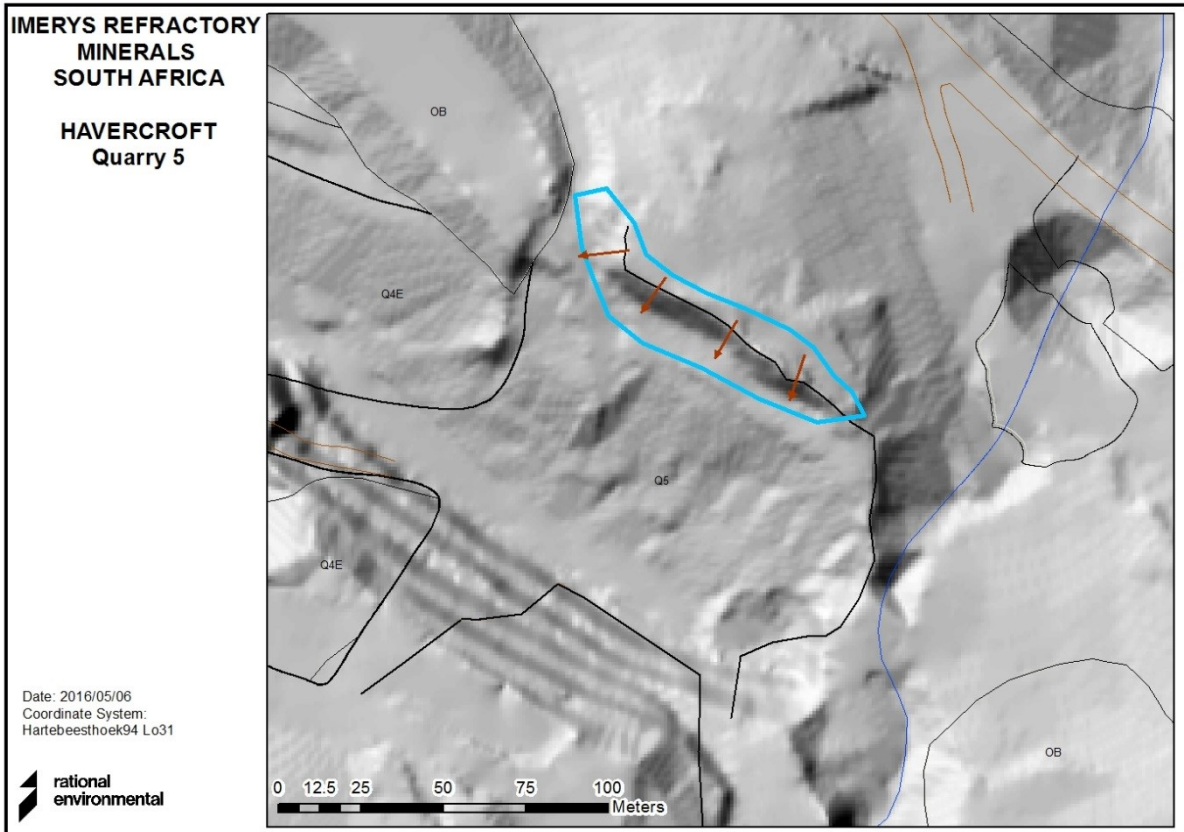 IMERYS REFRACTORY
MINERALS
SOUTH AFRICA
HAVERCROFT
Quarry 5
OB
Q4E
Q5
Q4E
OB
Date: 2016/05/06
Coordinate System:
Hartebeesthoek94 Lo31
rational
environmental
0 12.5 25 50 75 100
Meters